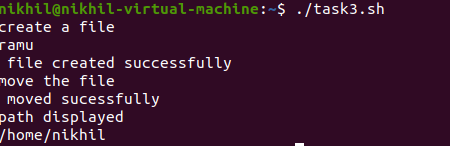 nikhil@nikhil-virtual-machine:~$ ./task3.sh
create a file
ramu
 file created successfully
move the file
 moved sucessfully
path displayed
/home/nikhil